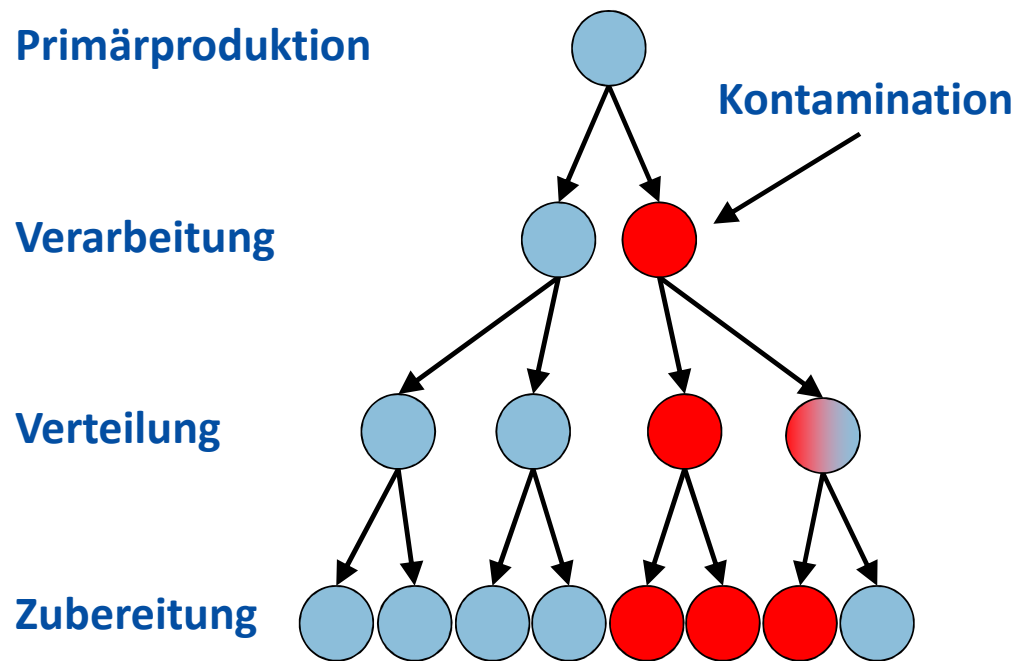 Primärproduktion
Kontamination
Verarbeitung
Verteilung
Zubereitung